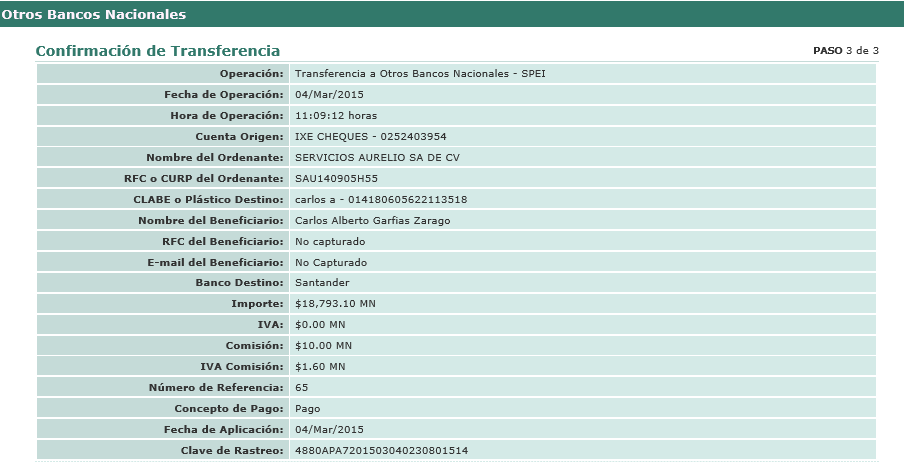 Otros Bancos Nacionales
Confirmación de Transferencia PASO 3 de 3
Operación: Transferencia a Otros Bancos Nacionales - SPEI
Fecha de Operación: 04/Mar/2015
Hora de Operación: 11:09:12 horas
Cuenta Origen: IXE CHEQUES - 0252403954
Nombre del Ordenante: SERVICIOS AURELIO SA DE CV
RFC o CURP del Ordenante: SAU140905H55
CLABE o Plástico Destino: carlos a - 014180605622113518
Nombre del Beneficiario: Carlos Alberto Garfias Zarago
RFC del Beneficiario: No capturado
E-mail del Beneficiario: No Capturado
Banco Destino: Santander
Importe: $18,793.10 MN
IVA: $0.00 MN
Comisión: $10.00 MN
IVA Comisión: $1.60 MN
Número de Referencia: 65
Concepto de Pago: Pago
Fecha de Aplicación: 04/Mar/2015
Clave de Rastreo: 4880APA7201503040230801514